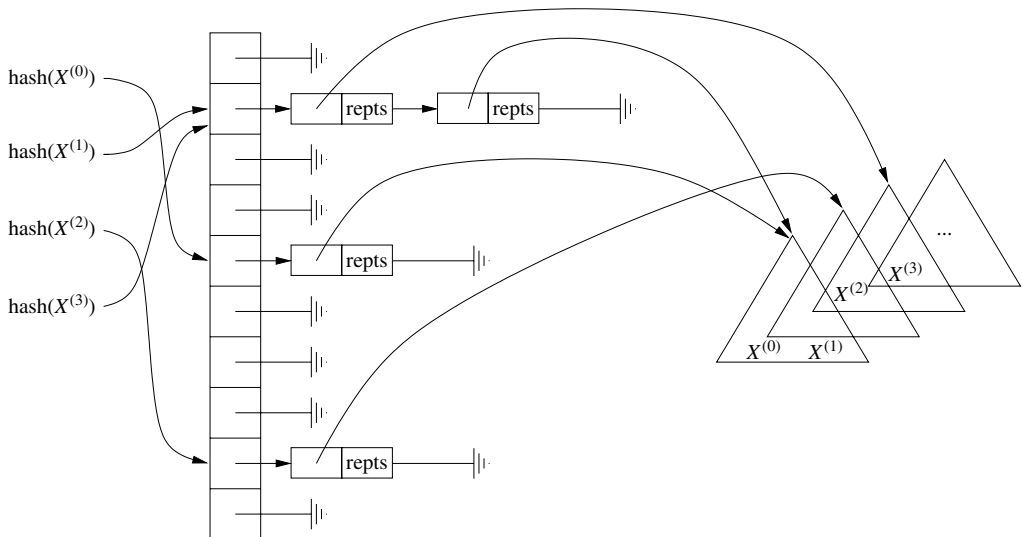 hash(X^(0))
repts
repts
hash(X^(1))
hash(X^(2))
...
repts
X^(3)
hash(X^(3))
X^(2)
X^(0)
X^(1)
repts